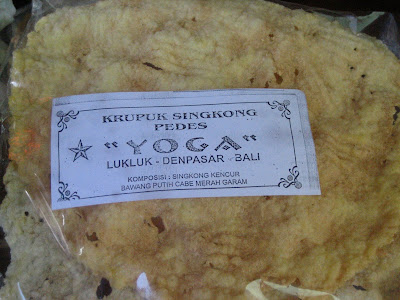 KRUPUK SINGKONG
PEDES
"YOGA"
LUKLUK - DENPASAR - BALI
KOMPOSISI : SINGKONG KENCUR
BAWANG PUTIH CABE MERAH GARAM